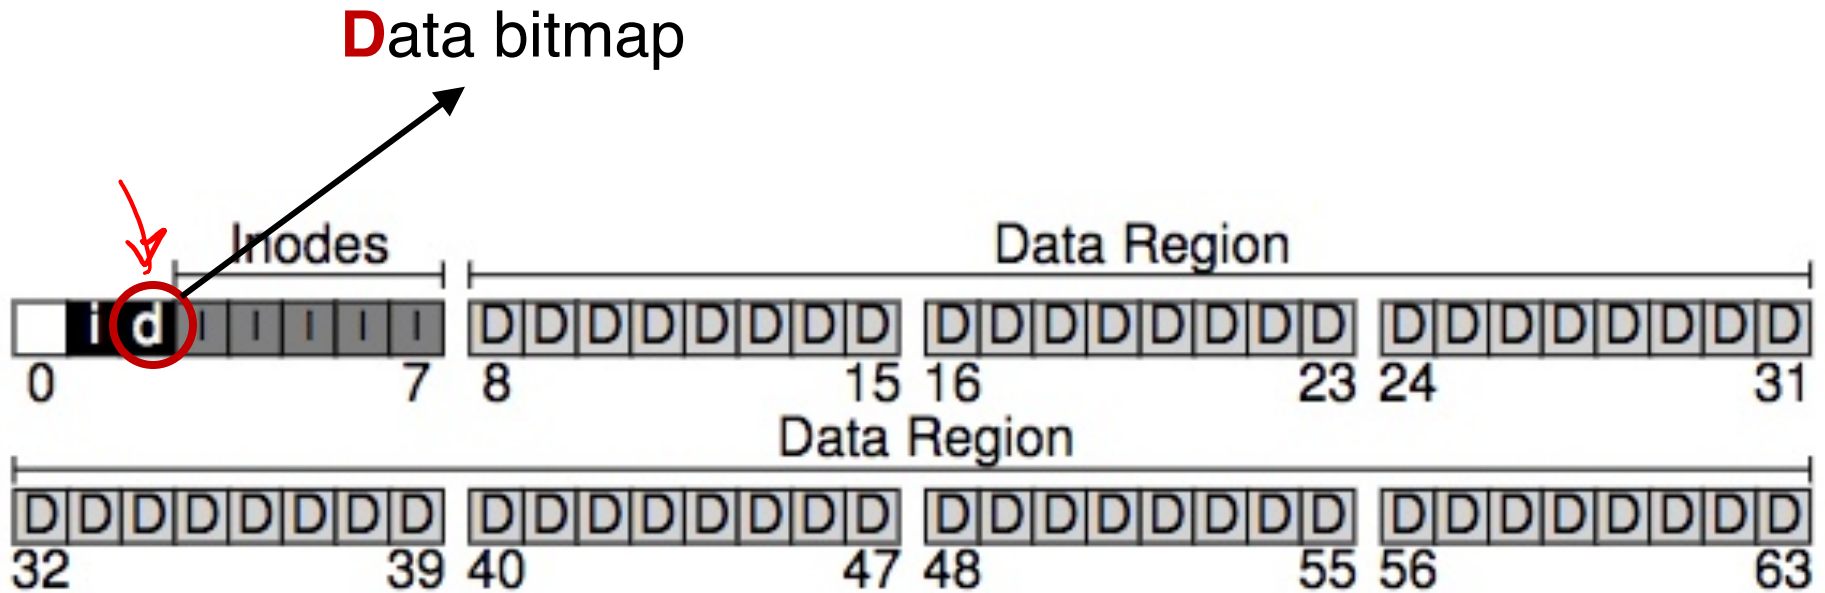 Data bitmap
Inodes Data Region
i d I I I I I D D D D D D D D D D D D D D D D D D D D D D D D
0 7 8 15 16 23 24 31
Data Region
D D D D D D D D D D D D D D D D D D D D D D D D D D D D D D D D
32 39 40 47 48 55 56 63